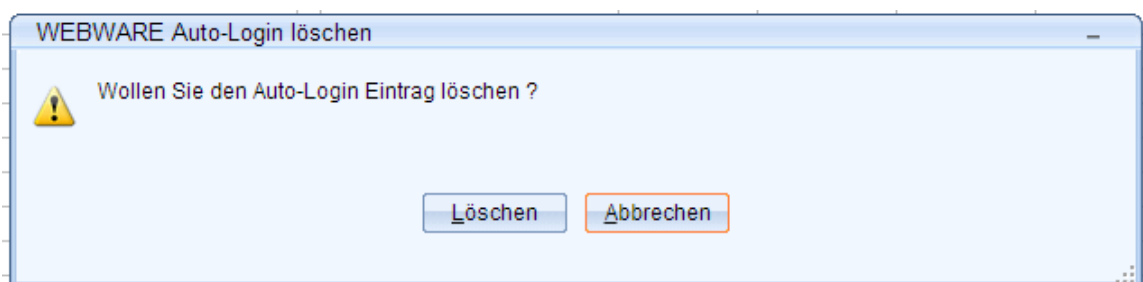 WEBWARE Auto-Login löschen
Wollen Sie den Auto-Login Eintrag löschen ?
Löschen Abbrechen